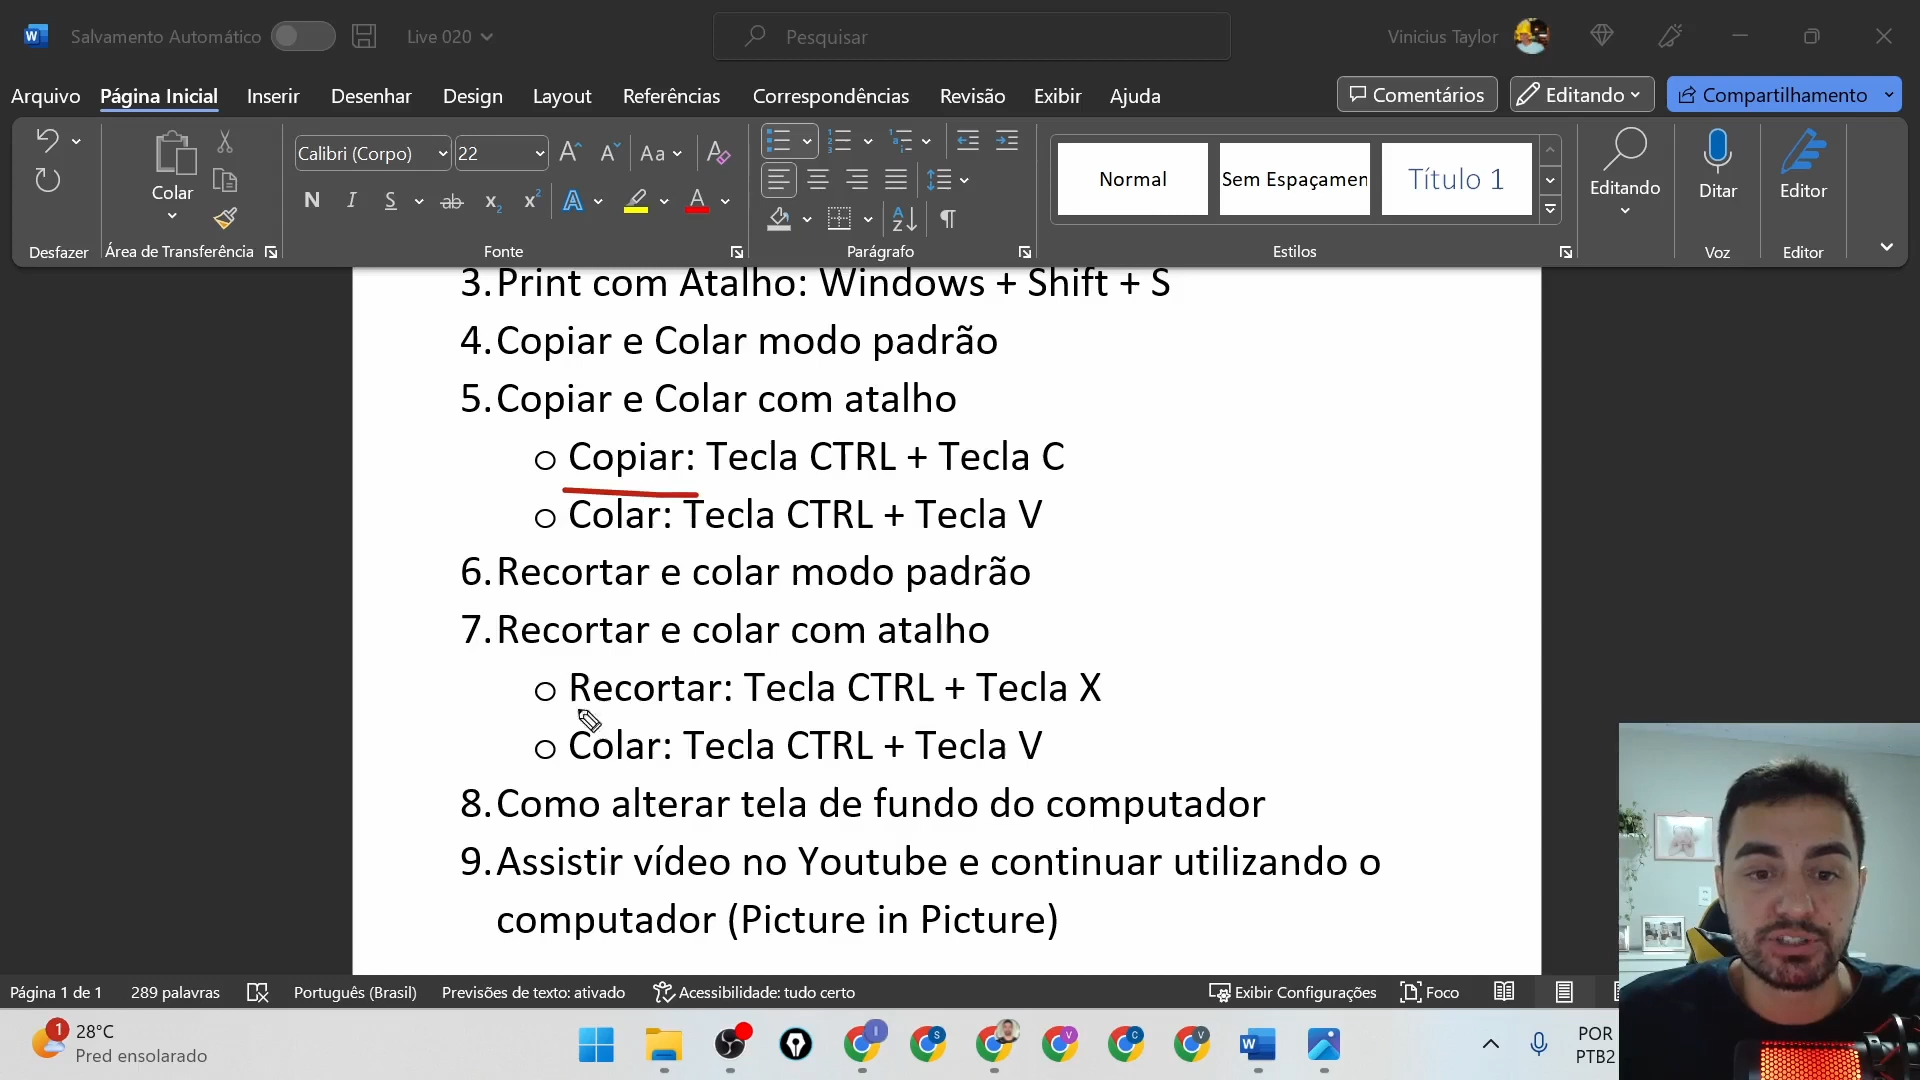 Salvamento Automático
Live 020
Pesquisar
Vinicius Taylor
Arquivo Página Inicial Inserir Desenhar Design Layout Referências Correspondências Revisão Exibir Ajuda
Comentários Editando Compartilhamento
Colar
Calibri (Corpo) 22
Aa
N I S ab x₂ x² A A
Normal Sem Espaçamen Título 1
Editando Ditar Editor
Desfazer Área de Transferência Fonte Parágrafo Estilos Voz Editor
3. Print com Atalho: Windows + Shift + S
4. Copiar e Colar modo padrão
5. Copiar e Colar com atalho
o Copiar: Tecla CTRL + Tecla C
o Colar: Tecla CTRL + Tecla V
6. Recortar e colar modo padrão
7. Recortar e colar com atalho
o Recortar: Tecla CTRL + Tecla X
o Colar: Tecla CTRL + Tecla V
8. Como alterar tela de fundo do computador
9. Assistir vídeo no Youtube e continuar utilizando o
computador (Picture in Picture)
Página 1 de 1 289 palavras Português (Brasil) Previsões de texto: ativado Acessibilidade: tudo certo Exibir Configurações Foco
1 28°C
Pred ensolarado
POR
PTB2